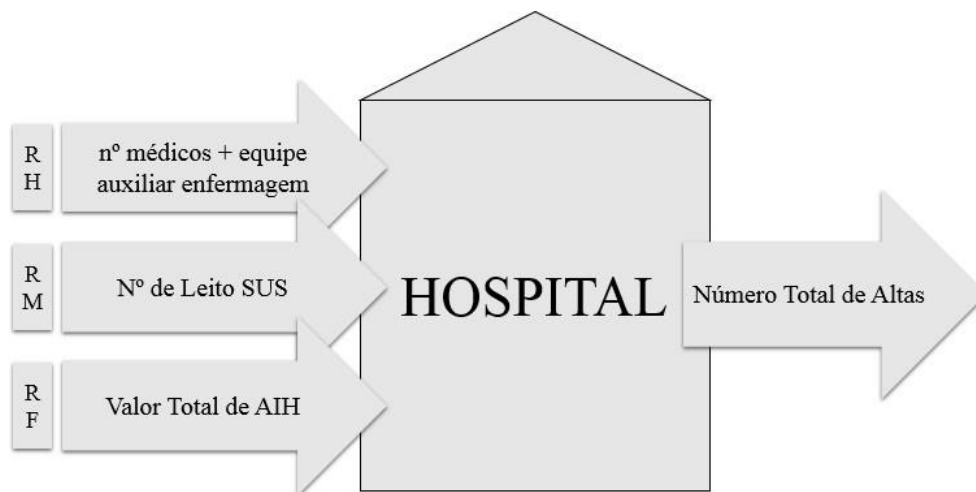 R
H
nº médicos + equipe
auxiliar enfermagem
R
M
Nº de Leito SUS
R
F
Valor Total de AIH
HOSPITAL
Número Total de Altas